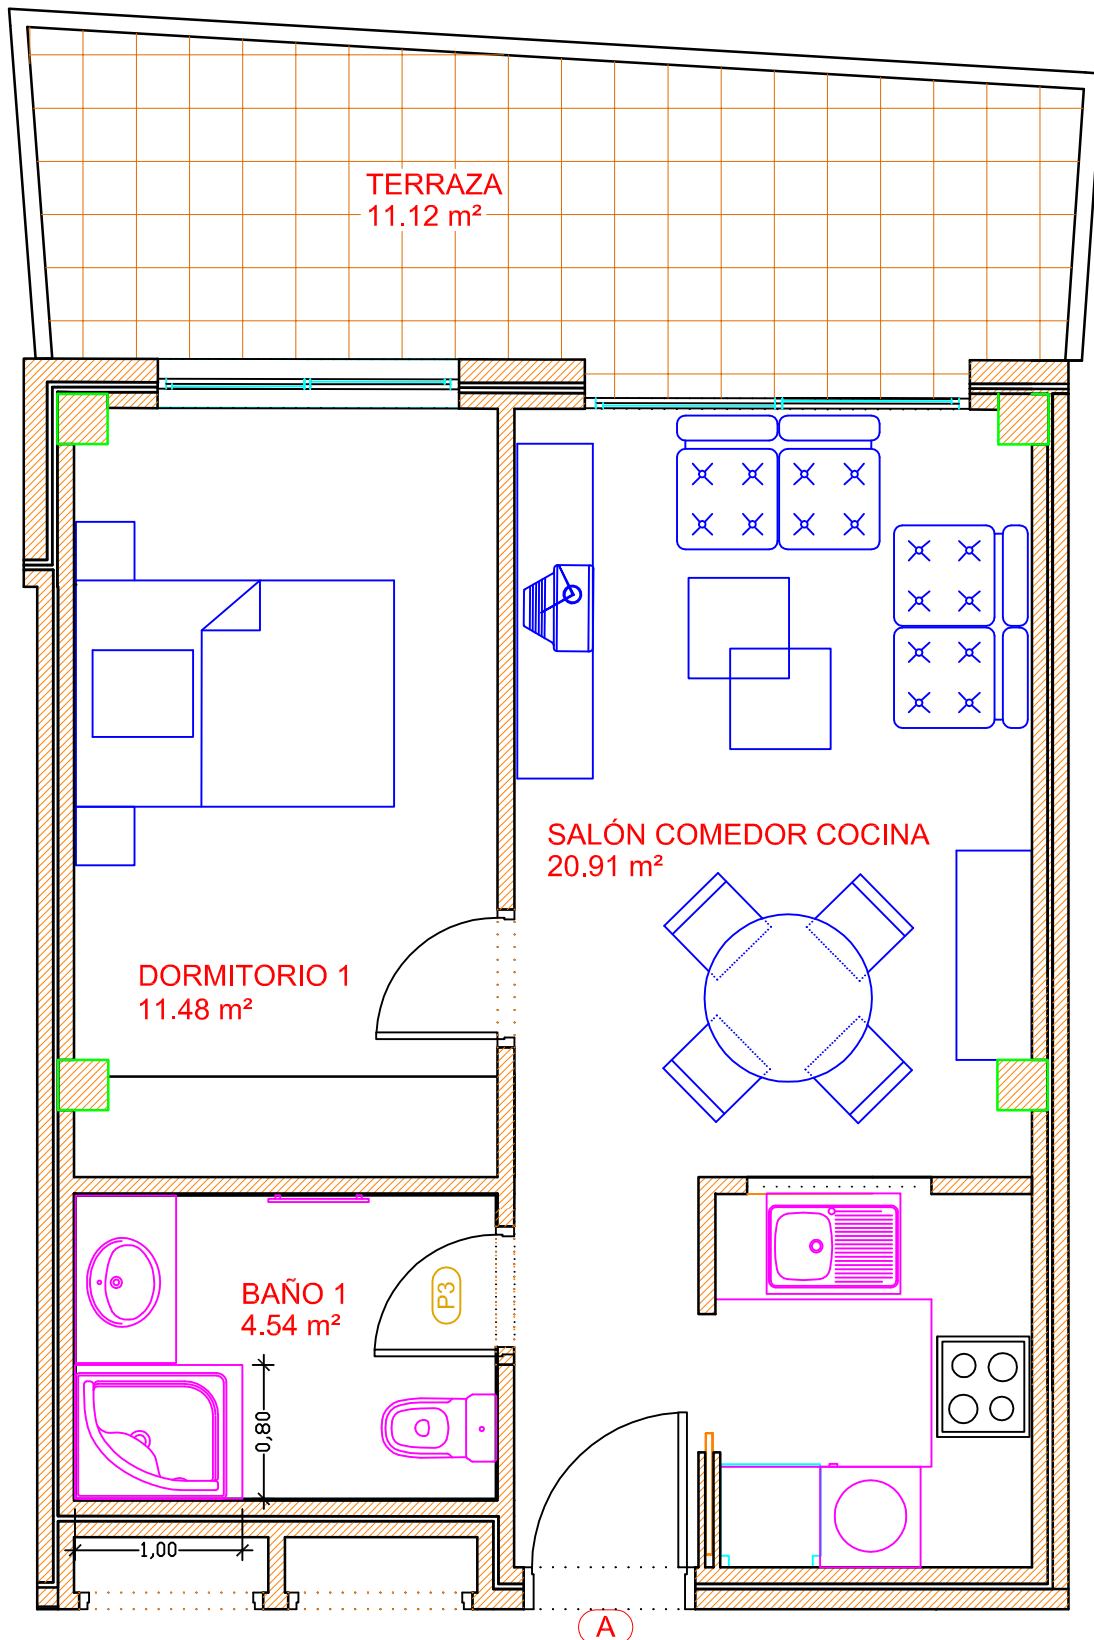 TERRAZA
11.12 m²
SALÓN COMEDOR COCINA
20.91 m²
DORMITORIO 1
11.48 m²
BAÑO 1
4.54 m²
P3
0,80
1,00
A